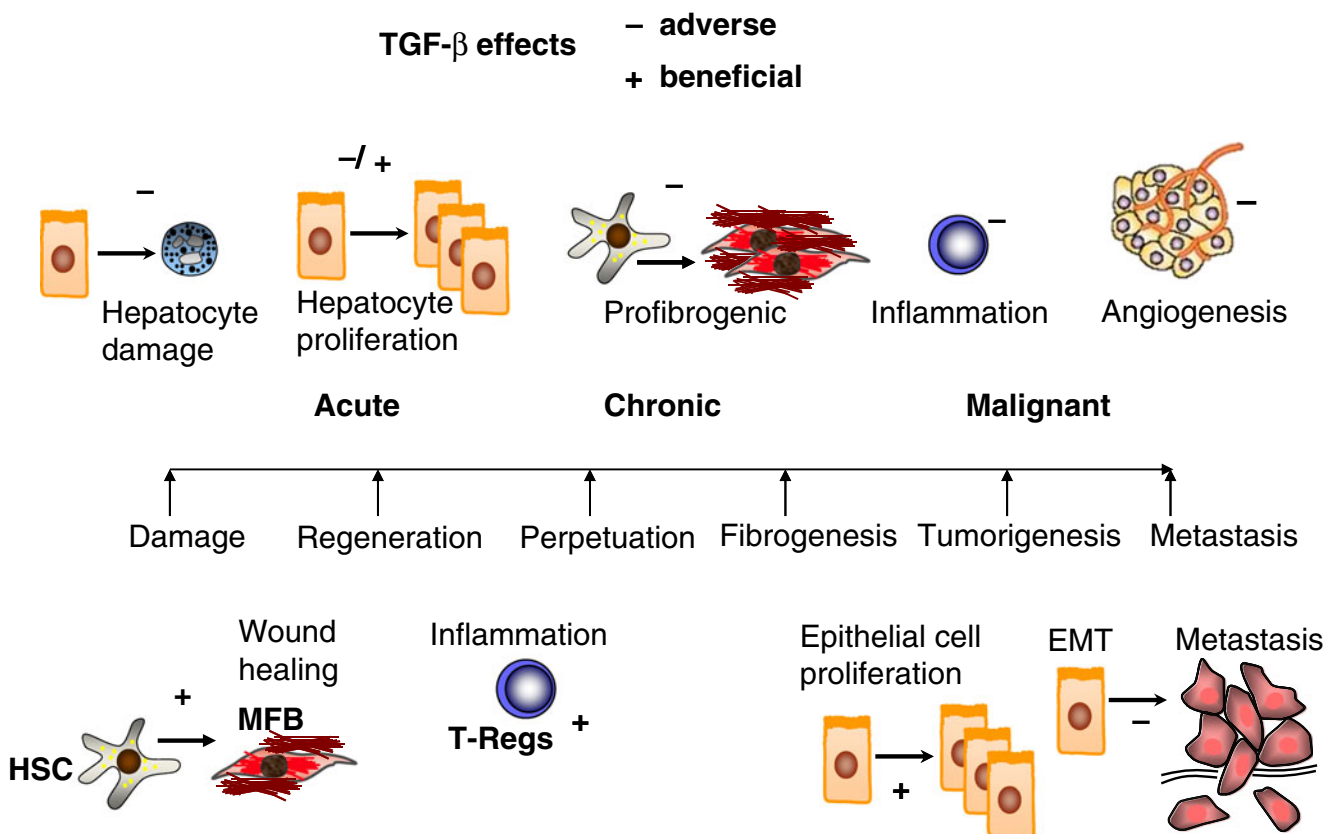 TGF-β effects
– adverse
+ beneficial
–
–/ +
–
–
–
Hepatocyte
damage
Hepatocyte
proliferation
Profibrogenic
Inflammation
Angiogenesis
Acute
Chronic
Malignant
Damage
Regeneration
Perpetuation
Fibrogenesis
Tumorigenesis
Metastasis
Wound
healing
+
MFB
HSC
Inflammation
T-Regs +
Epithelial cell
proliferation
+
EMT
–
Metastasis